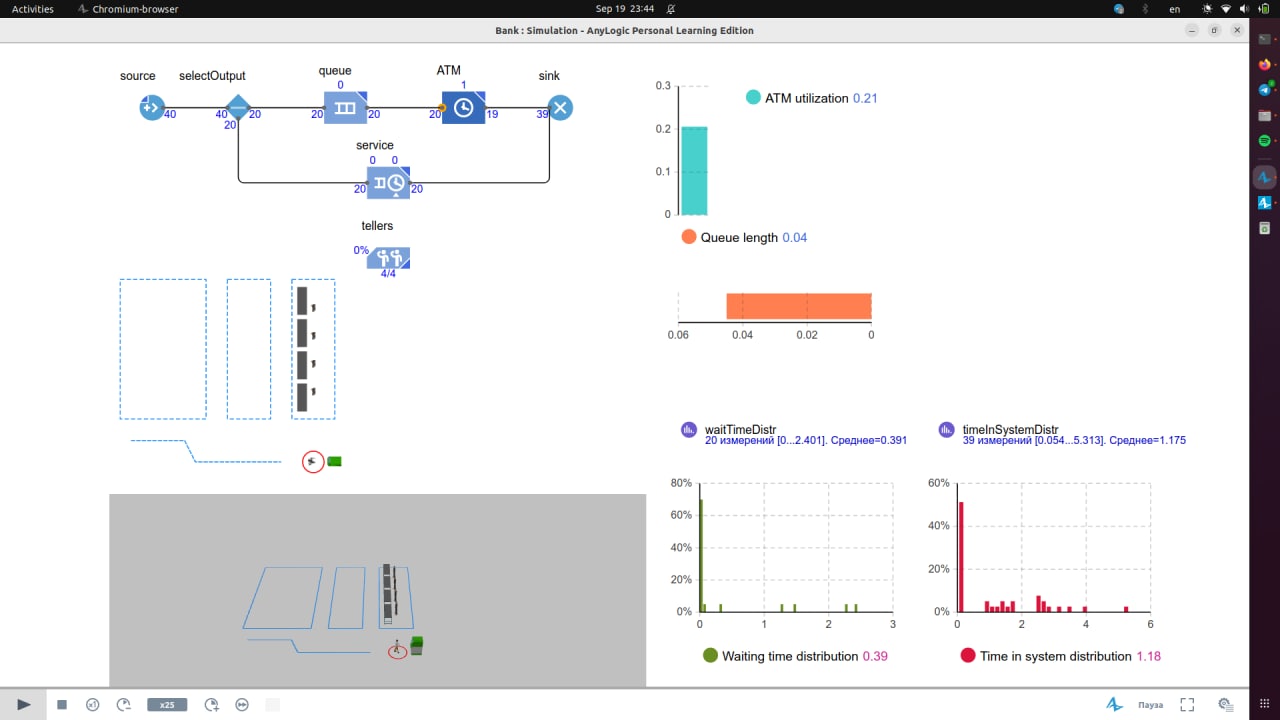 Activities Chromium-browser Sep 19 23:44 en
Bank : Simulation - AnyLogic Personal Learning Edition
source selectOutput queue ATM sink
0 1
40 40 20 20 20 20 19 39
20
service
0 0
20 20
tellers
0%
4/4
ATM utilization 0.21
0.3
0.2
0.1
0
Queue length 0.04
0.06 0.04 0.02 0
waitTimeDistr
20 измерений [0...2.401]. Среднее=0.391
80%
60%
40%
20%
0%
0 1 2 3
Waiting time distribution 0.39
timeInSystemDistr
39 измерений [0.054...5.313]. Среднее=1.175
60%
40%
20%
0%
0 2 4 6
Time in system distribution 1.18
x1 x25 Пауза